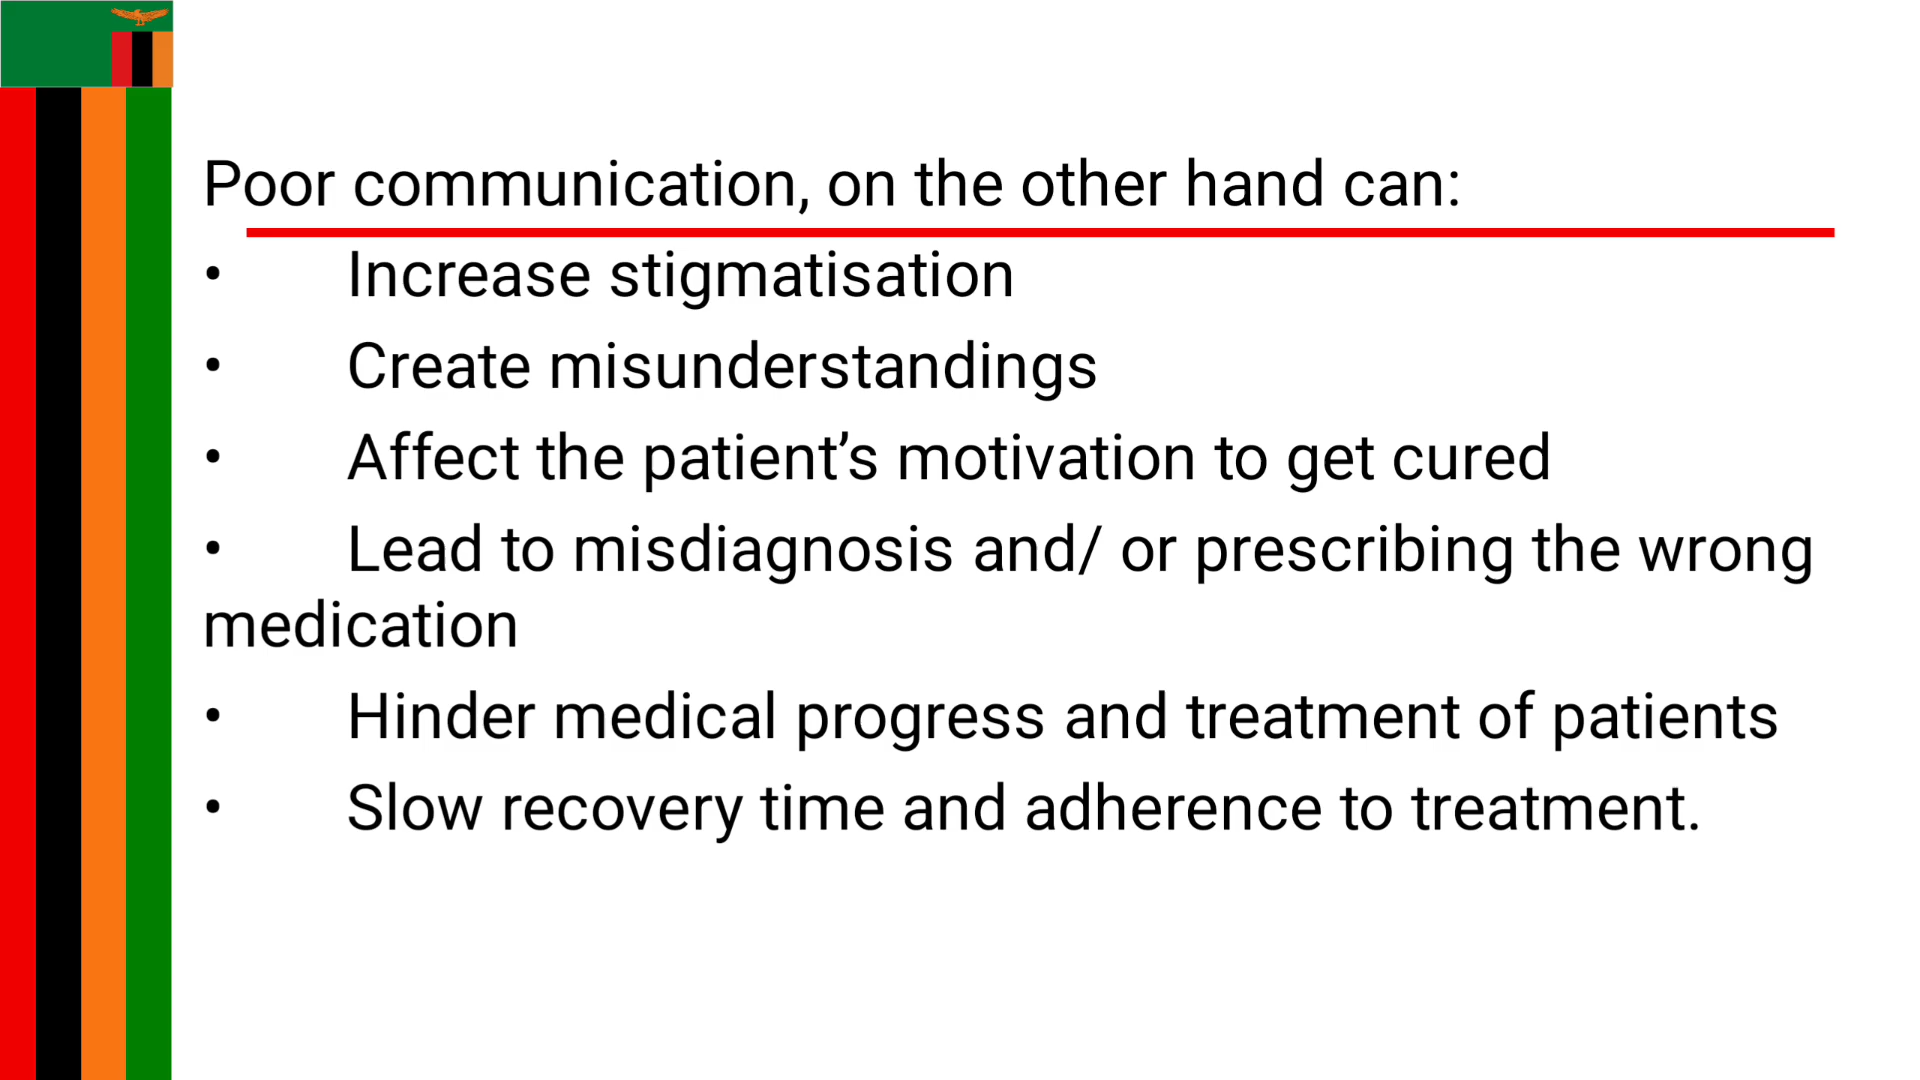 Poor communication, on the other hand can:
• Increase stigmatisation
• Create misunderstandings
• Affect the patient’s motivation to get cured
• Lead to misdiagnosis and/ or prescribing the wrong
medication
• Hinder medical progress and treatment of patients
• Slow recovery time and adherence to treatment.